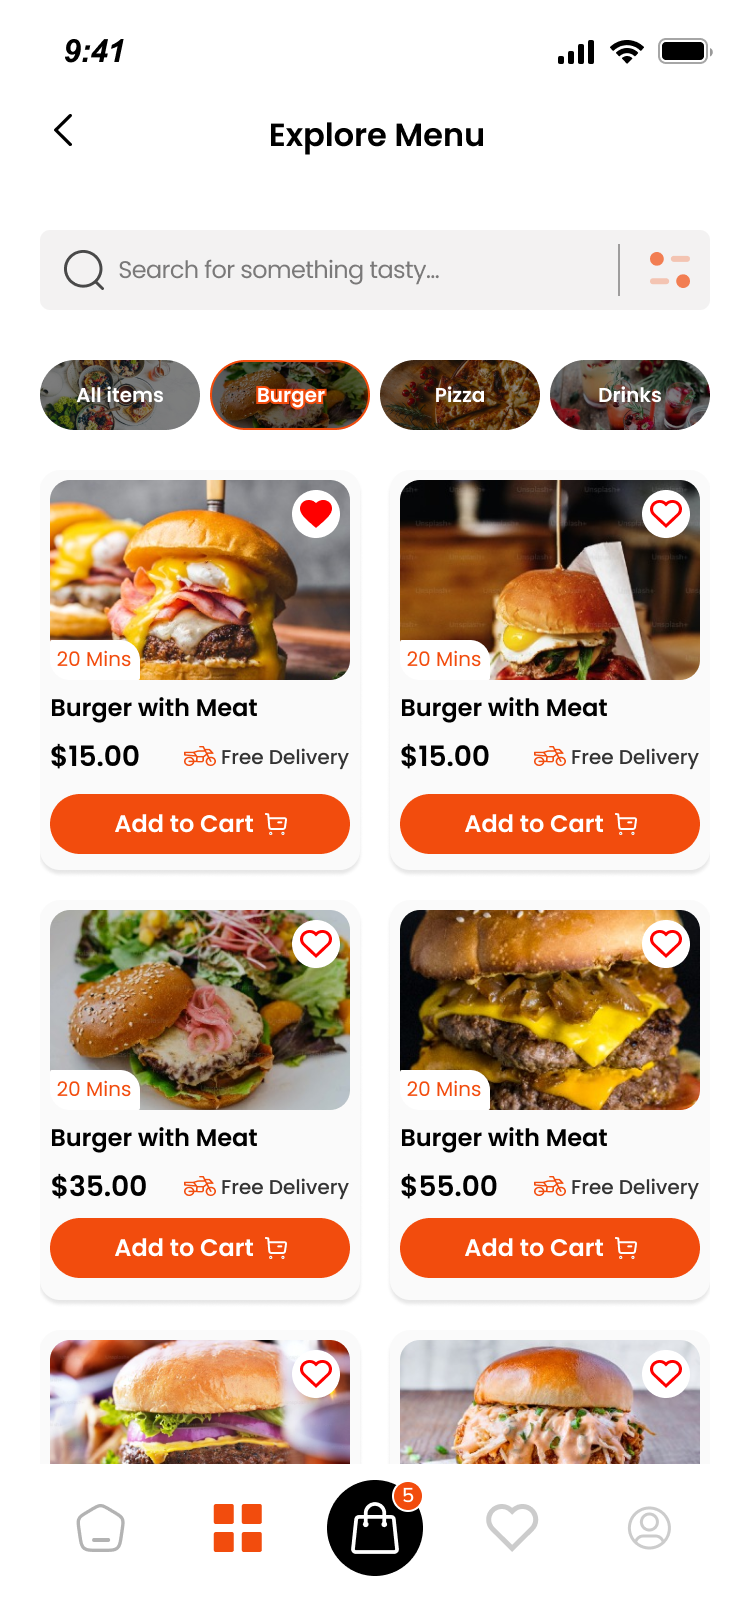 9:41
Explore Menu
Search for something tasty...
All items
Burger
Pizza
Drinks
20 Mins
20 Mins
Burger with Meat
Burger with Meat
$15.00
Free Delivery
$15.00
Free Delivery
Add to Cart
Add to Cart
20 Mins
20 Mins
Burger with Meat
Burger with Meat
$35.00
Free Delivery
$55.00
Free Delivery
Add to Cart
Add to Cart
5